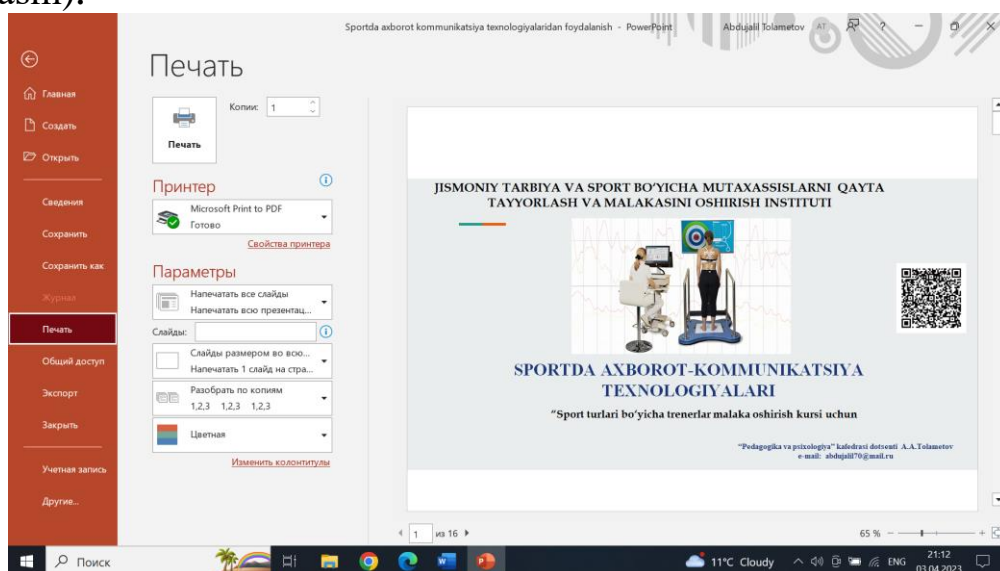 Sportda axborot kommunikatsiya texnologiyalaridan foydalanish - PowerPoint
Abdujalil Tolametov
AT
?
Печать
Главная
Создать
Открыть
Сведения
Сохранить
Сохранить как
Журнал
Печать
Общий доступ
Экспорт
Закрыть
Учетная запись
Другие...
Печать
Копии: 1
Принтер
Microsoft Print to PDF
Готово
Свойства принтера
Параметры
Напечатать все слайды
Напечатать всю презентац...
Слайды:
Слайды размером во всю...
Напечатать 1 слайд на стра...
Разобрать по копиям
1,2,3 1,2,3 1,2,3
Цветная
Изменить колонтитулы
JISMONIY TARBIYA VA SPORT BO‘YICHA MUTAXASSISLARNI QAYTA
TAYYORLASH VA MALAKASINI OSHIRISH INSTITUTI
SPORTDA AXBOROT-KOMMUNIKATSIYA
TEXNOLOGIYALARI
“Sport turlari bo‘yicha trenerlar malaka oshirish kursi uchun
“Pedagogika va psixologiya” kafedrasi dotsenti A.A.Tolametov
e-mail: abdujalil70@mail.ru
1 из 16
65 %
Поиск
11°C Cloudy
ENG
21:12
03.04.2023